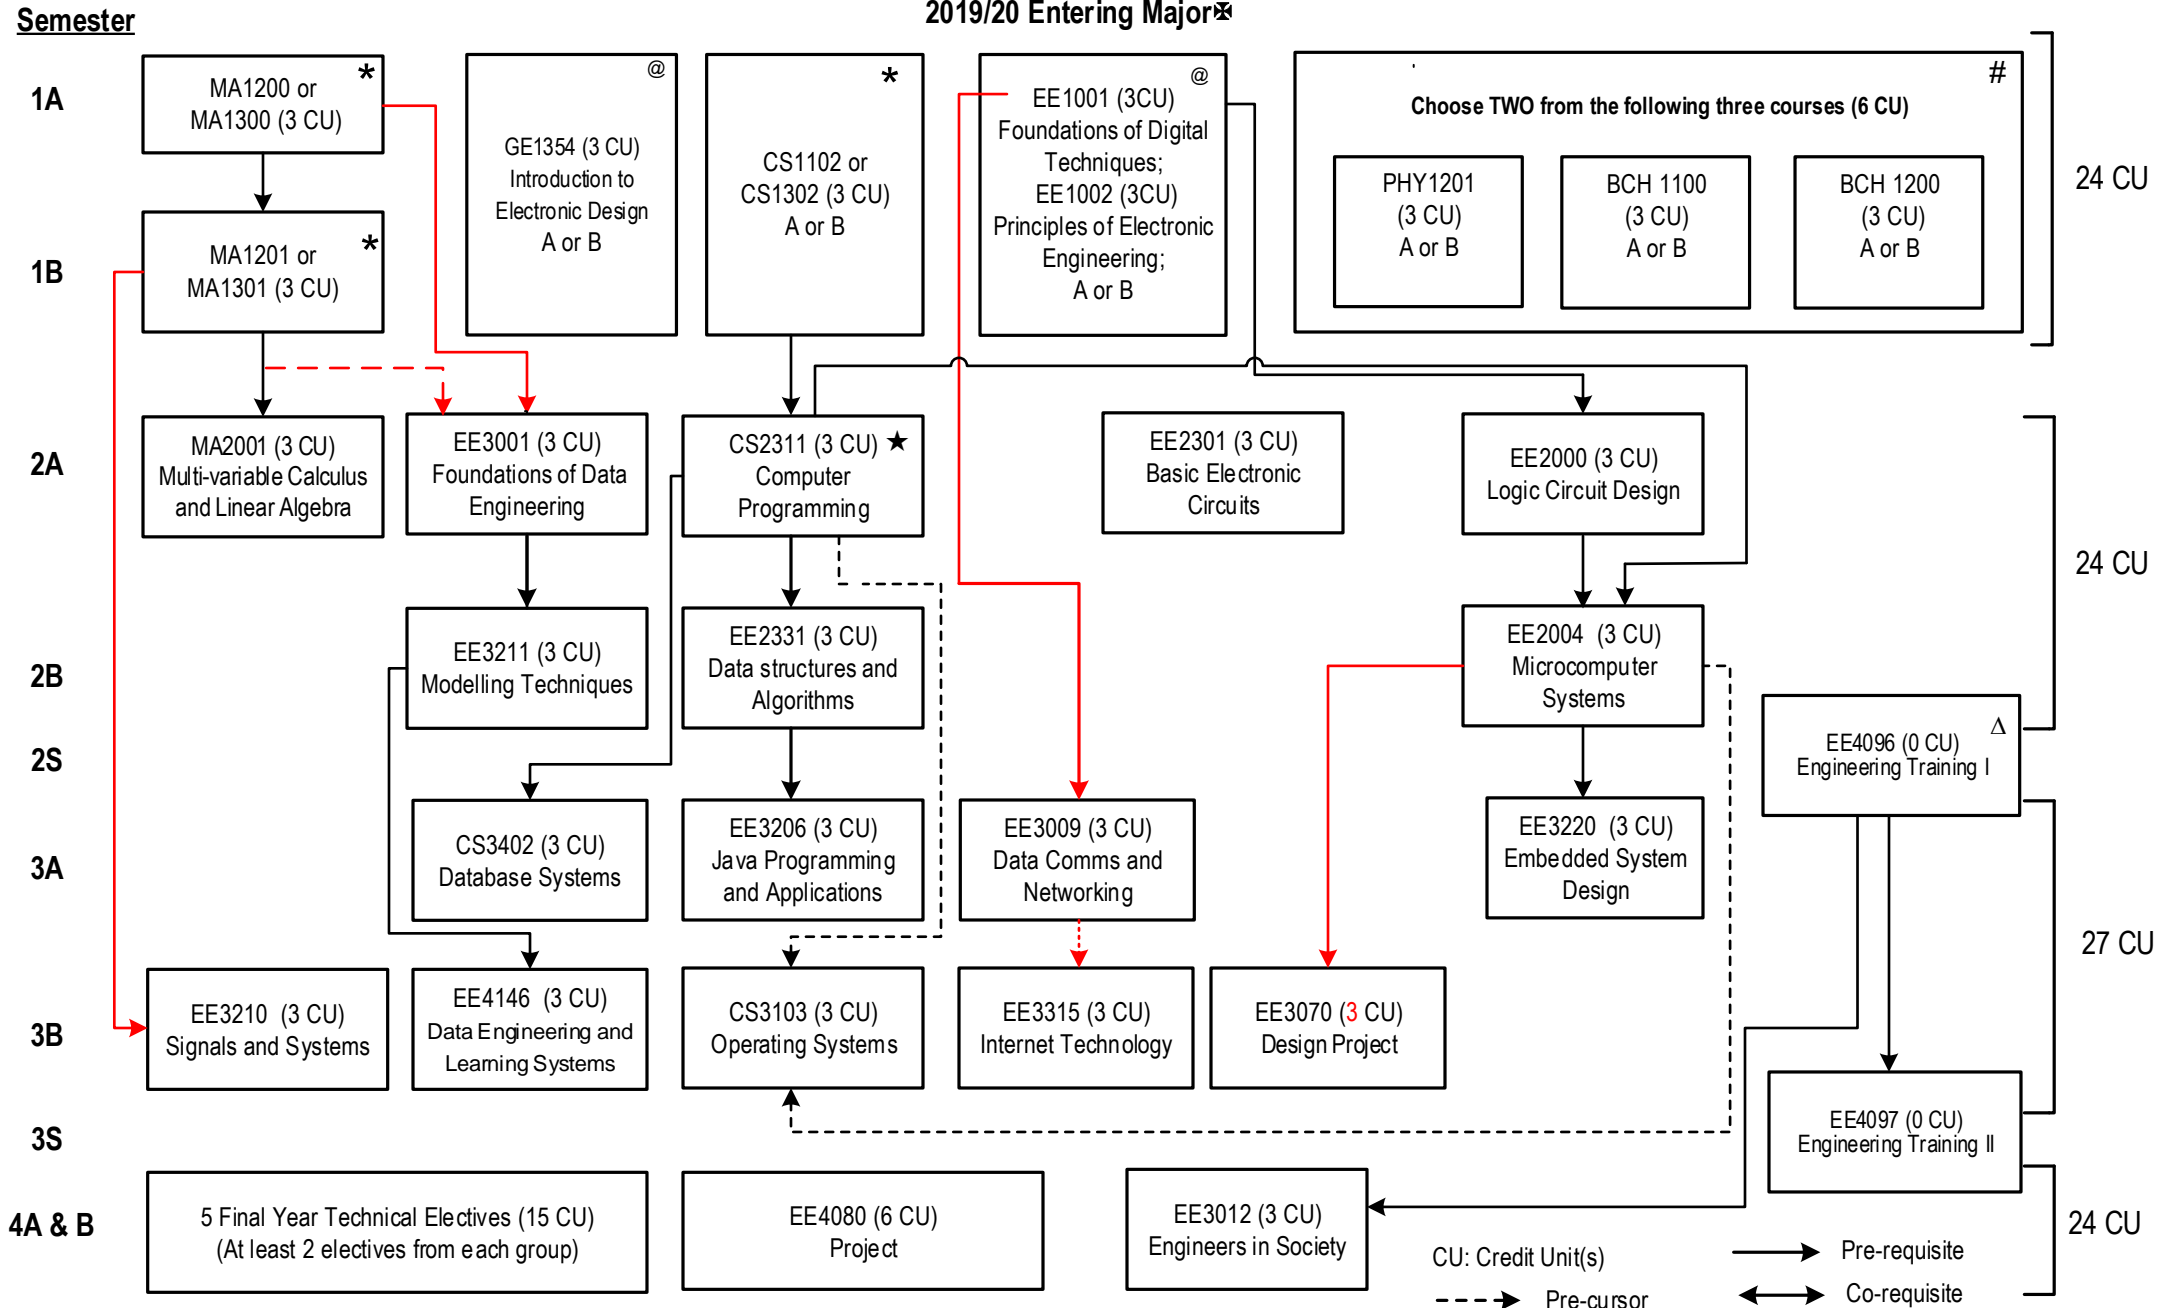 Semester
2019/20 Entering Major✠
1A
MA1200 or
MA1300 (3 CU)
*
@
GE1354 (3 CU)
Introduction to
Electronic Design
A or B
*
CS1102 or
CS1302 (3 CU)
A or B
@
EE1001 (3CU)
Foundations of Digital
Techniques;
EE1002 (3CU)
Principles of Electronic
Engineering;
A or B
#
Choose TWO from the following three courses (6 CU)
PHY1201
(3 CU)
A or B
BCH 1100
(3 CU)
A or B
BCH 1200
(3 CU)
A or B
24 CU
1B
MA1201 or
MA1301 (3 CU)
*
2A
MA2001 (3 CU)
Multi-variable Calculus
and Linear Algebra
EE3001 (3 CU)
Foundations of Data
Engineering
CS2311 (3 CU) ★
Computer
Programming
EE2301 (3 CU)
Basic Electronic
Circuits
EE2000 (3 CU)
Logic Circuit Design
24 CU
2B
EE3211 (3 CU)
Modelling Techniques
EE2331 (3 CU)
Data structures and
Algorithms
EE2004 (3 CU)
Microcomputer
Systems
2S
Δ
EE4096 (0 CU)
Engineering Training I
3A
CS3402 (3 CU)
Database Systems
EE3206 (3 CU)
Java Programming
and Applications
EE3009 (3 CU)
Data Comms and
Networking
EE3220 (3 CU)
Embedded System
Design
27 CU
3B
EE3210 (3 CU)
Signals and Systems
EE4146 (3 CU)
Data Engineering and
Learning Systems
CS3103 (3 CU)
Operating Systems
EE3315 (3 CU)
Internet Technology
EE3070 (3 CU)
Design Project
3S
EE4097 (0 CU)
Engineering Training II
4A & B
5 Final Year Technical Electives (15 CU)
(At least 2 electives from each group)
EE4080 (6 CU)
Project
EE3012 (3 CU)
Engineers in Society
24 CU
CU: Credit Unit(s)
Pre-requisite
Pre-cursor
Co-requisite